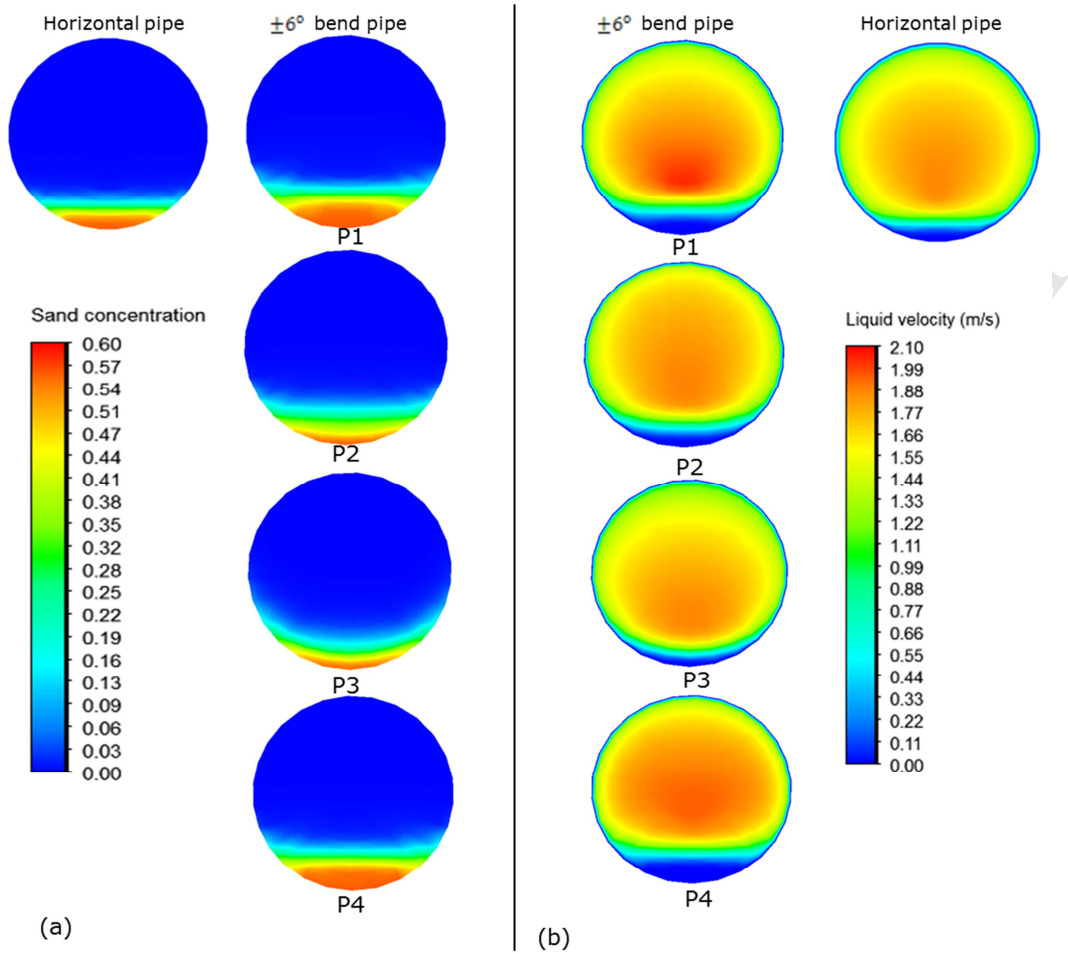 Horizontal pipe
±6° bend pipe
P1
Sand concentration
0.60
0.57
0.54
0.51
0.47
0.44
0.41
0.38
0.35
0.32
0.28
0.25
0.22
0.19
0.16
0.13
0.09
0.06
0.03
0.00
P2
P3
P4
(a)
±6° bend pipe
Horizontal pipe
P1
P2
P3
P4
Liquid velocity (m/s)
2.10
1.99
1.88
1.77
1.66
1.55
1.44
1.33
1.22
1.11
0.99
0.88
0.77
0.66
0.55
0.44
0.33
0.22
0.11
0.00
(b)